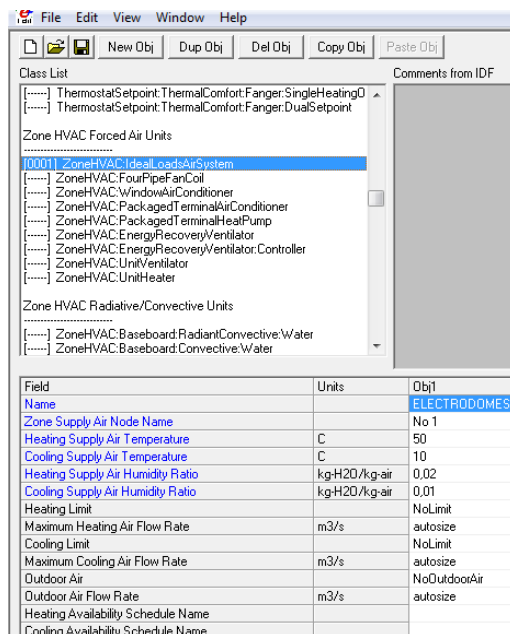 File Edit View Window Help
New Obj Dup Obj Del Obj Copy Obj Paste Obj
Class List Comments from IDF
[------] ThermostatSetpoint:ThermalComfort:Fanger:SingleHeatingO
[------] ThermostatSetpoint:ThermalComfort:Fanger:DualSetpoint
Zone HVAC Forced Air Units
--------------------------
[0001] ZoneHVAC:IdealLoadsAirSystem
[------] ZoneHVAC:FourPipeFanCoil
[------] ZoneHVAC:WindowAirConditioner
[------] ZoneHVAC:PackagedTerminalAirConditioner
[------] ZoneHVAC:PackagedTerminalHeatPump
[------] ZoneHVAC:EnergyRecoveryVentilator
[------] ZoneHVAC:EnergyRecoveryVentilator:Controller
[------] ZoneHVAC:UnitVentilator
[------] ZoneHVAC:UnitHeater
Zone HVAC Radiative/Convective Units
--------------------------
[------] ZoneHVAC:Baseboard:RadiantConvective:Water
[------] ZoneHVAC:Baseboard:Convective:Water
Field Units Obj1
Name ELECTRODOMES
Zone Supply Air Node Name No 1
Heating Supply Air Temperature C 50
Cooling Supply Air Temperature C 10
Heating Supply Air Humidity Ratio kg-H2O/kg-air 0,02
Cooling Supply Air Humidity Ratio kg-H2O/kg-air 0,01
Heating Limit NoLimit
Maximum Heating Air Flow Rate m3/s autosize
Cooling Limit NoLimit
Maximum Cooling Air Flow Rate m3/s autosize
Outdoor Air NoOutdoorAir
Outdoor Air Flow Rate m3/s autosize
Heating Availability Schedule Name
Cooling Availability Schedule Name